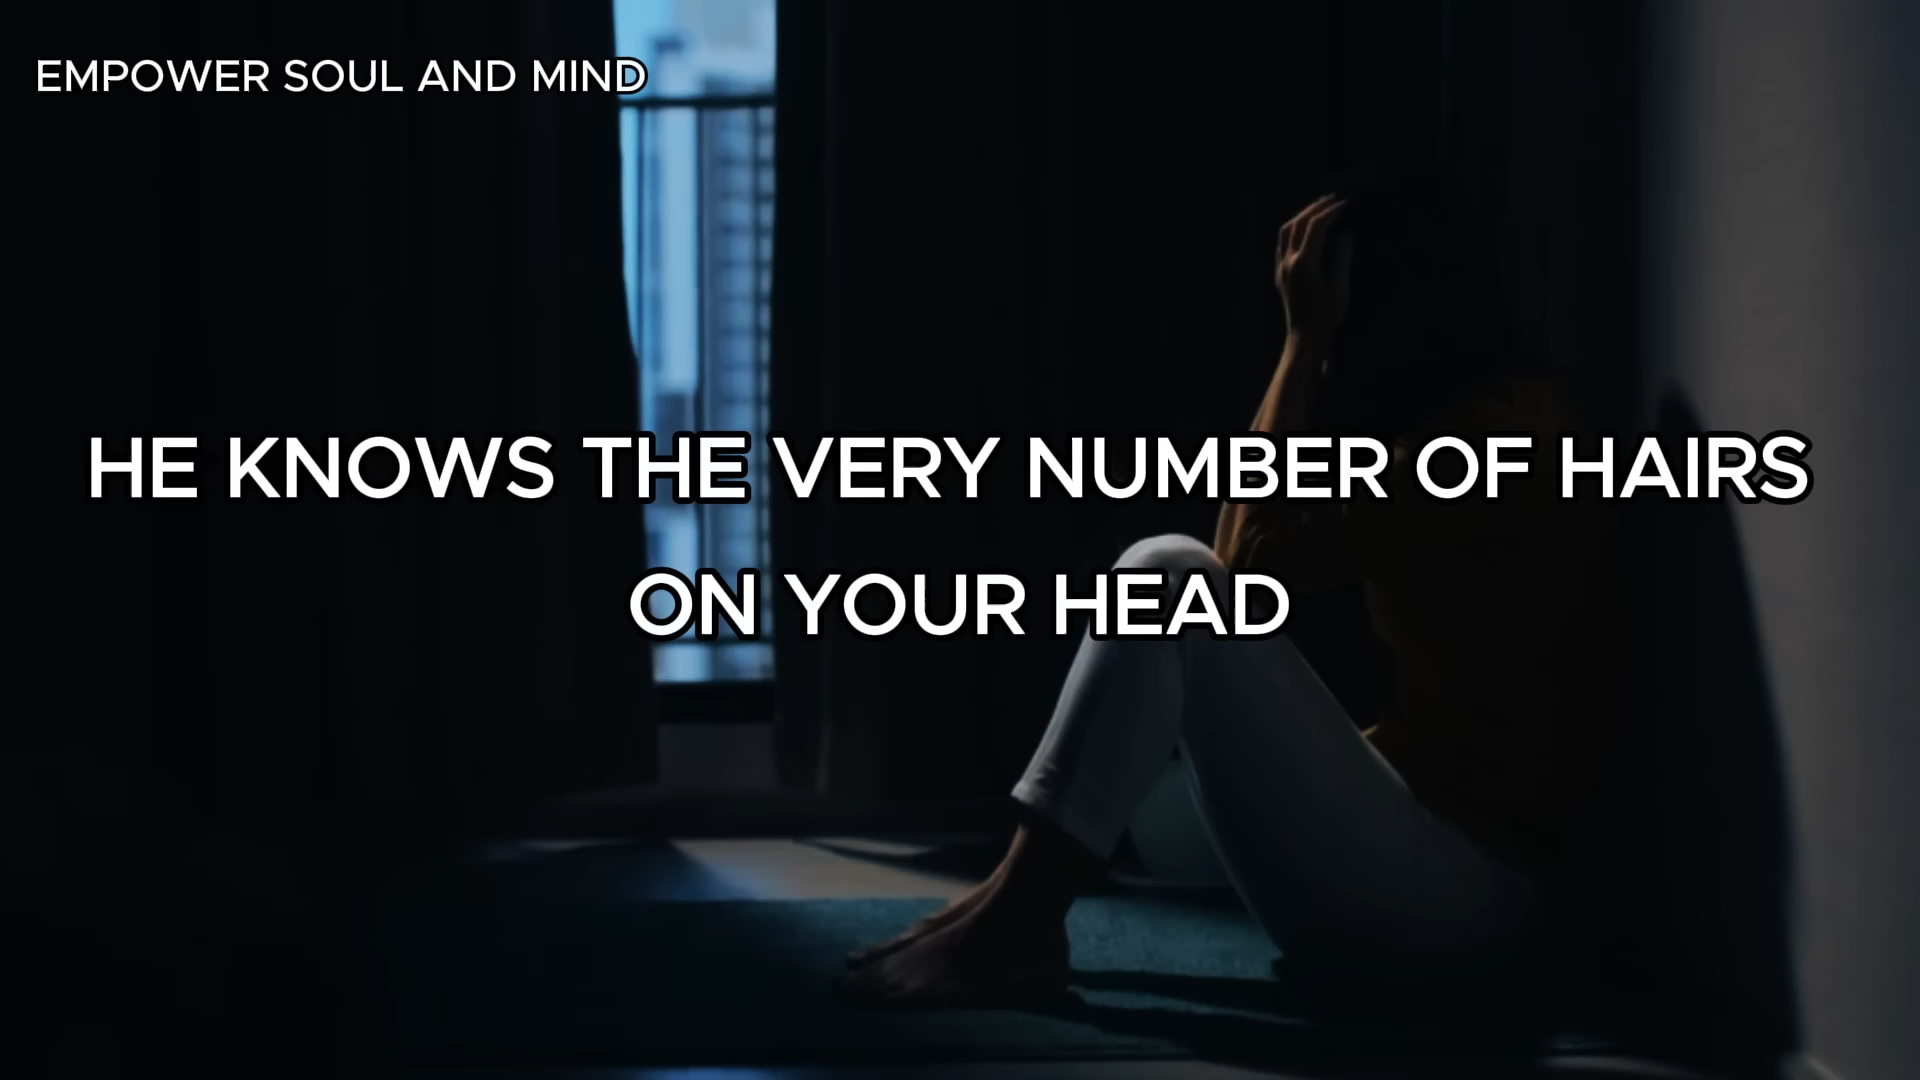 EMPOWER SOUL AND MIND
HE KNOWS THE VERY NUMBER OF HAIRS
ON YOUR HEAD